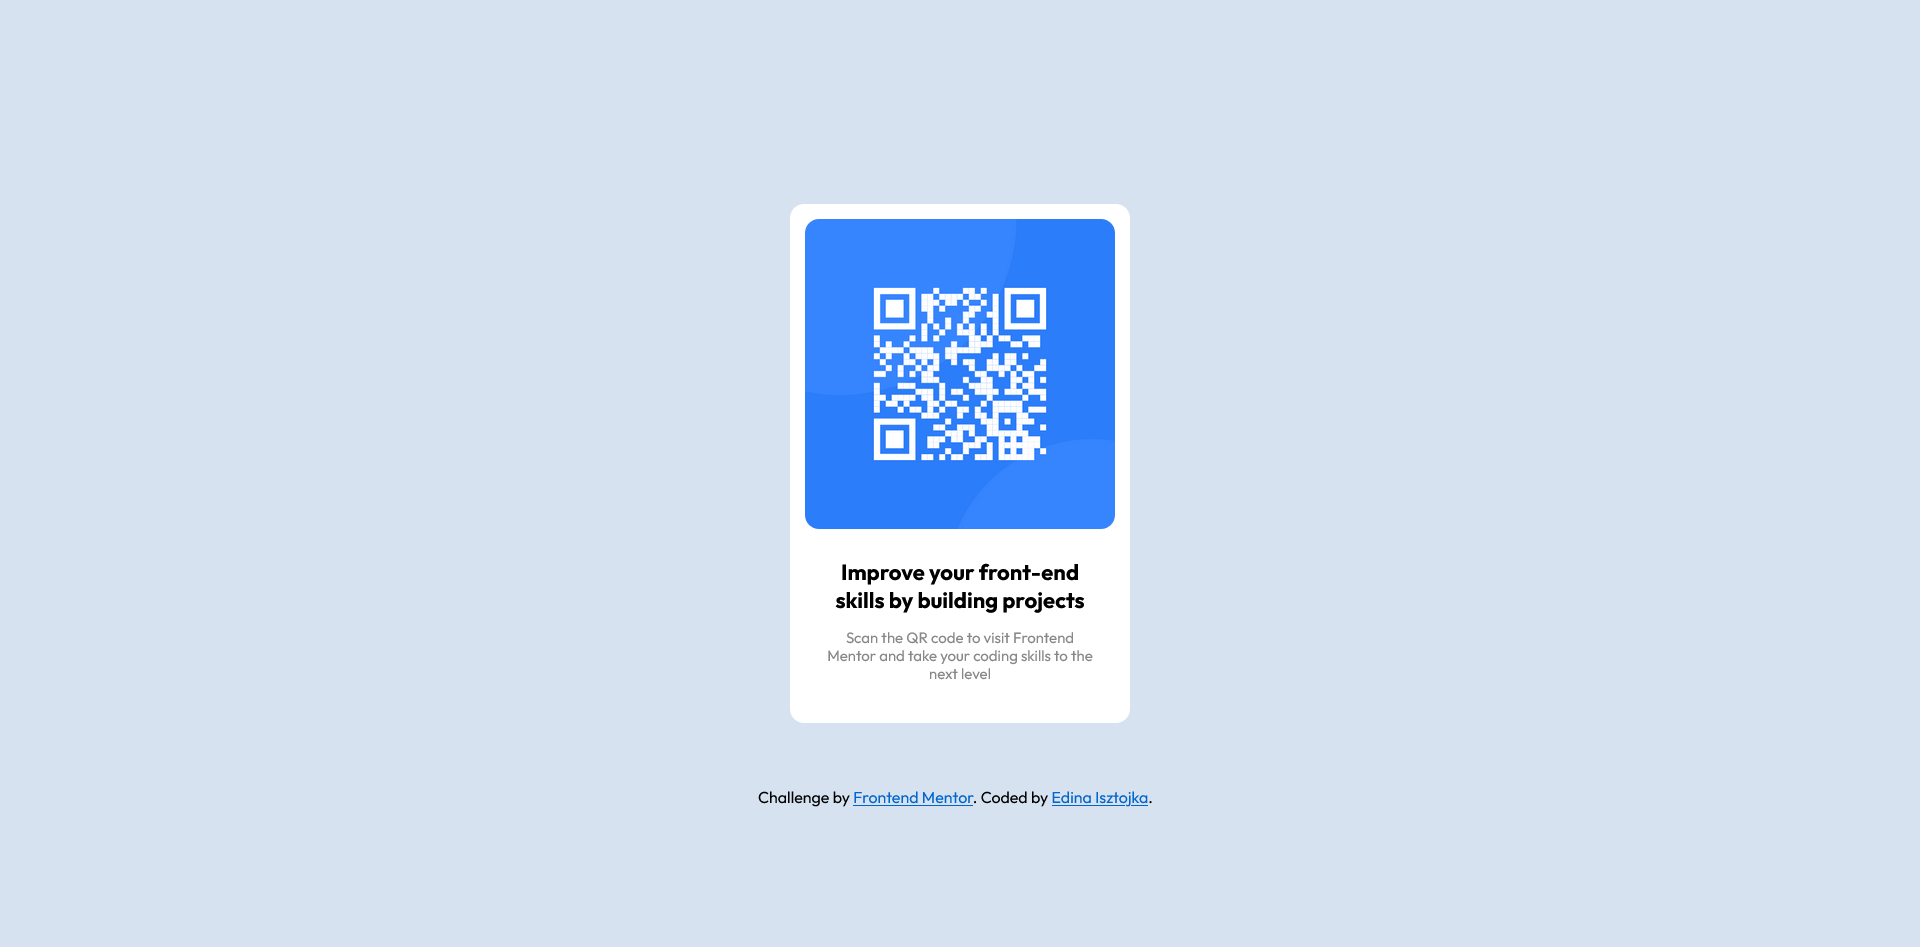 Improve your front-end
skills by building projects
Scan the QR code to visit Frontend
Mentor and take your coding skills to the
next level
Challenge by Frontend Mentor. Coded by Edina Isztojka.